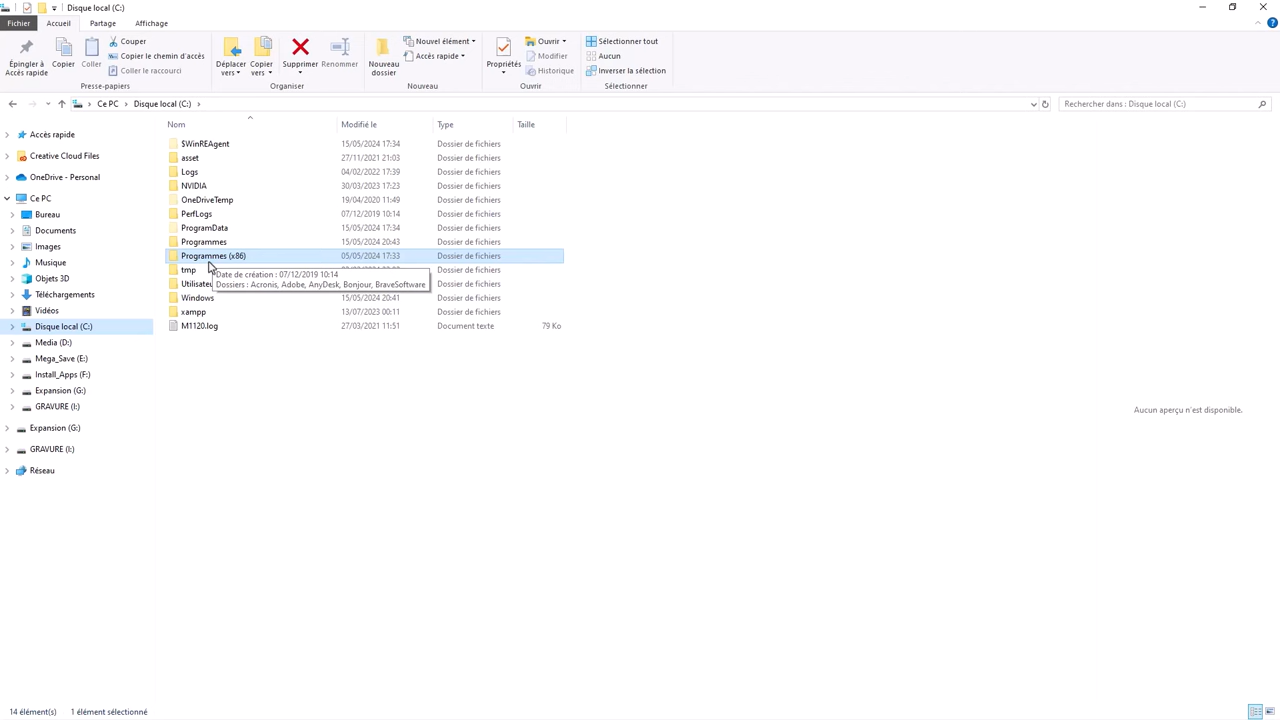 Disque local (C:)
Fichier Accueil Partage Affichage
Épingler à Accès rapide
Copier
Coller
Couper
Copier le chemin d'accès
Coller le raccourci
Presse-papiers
Déplacer vers
Copier vers
Supprimer
Renommer
Organiser
Nouveau dossier
Nouvel élément
Accès rapide
Nouveau
Propriétés
Ouvrir
Modifier
Historique
Ouvrir
Sélectionner tout
Aucun
Inverser la sélection
Sélectionner
Ce PC > Disque local (C:) >
Rechercher dans : Disque local (C:)
Accès rapide
Creative Cloud Files
OneDrive - Personal
Ce PC
Bureau
Documents
Images
Musique
Objets 3D
Téléchargements
Vidéos
Disque local (C:)
Media (D:)
Mega_Save (E:)
Install_Apps (F:)
Expansion (G:)
GRAVURE (I:)
Expansion (G:)
GRAVURE (I:)
Réseau
Nom Modifié le Type Taille
$WinREAgent 15/05/2024 17:34 Dossier de fichiers
asset 27/11/2021 21:03 Dossier de fichiers
Logs 04/02/2022 17:39 Dossier de fichiers
NVIDIA 30/03/2023 17:23 Dossier de fichiers
OneDriveTemp 19/04/2020 11:49 Dossier de fichiers
PerfLogs 07/12/2019 10:14 Dossier de fichiers
ProgramData 15/05/2024 17:34 Dossier de fichiers
Programmes 15/05/2024 20:43 Dossier de fichiers
Programmes (x86) 05/05/2024 17:33 Dossier de fichiers
tmp Dossier de fichiers
Date de création : 07/12/2019 10:14
Dossiers : Acronis, Adobe, AnyDesk, Bonjour, BraveSoftware
Dossier de fichiers
Windows 15/05/2024 20:41 Dossier de fichiers
xampp 13/07/2023 00:11 Dossier de fichiers
M1120.log 27/03/2021 11:51 Document texte 79 Ko
Aucun aperçu n'est disponible.
14 élément(s) 1 élément sélectionné